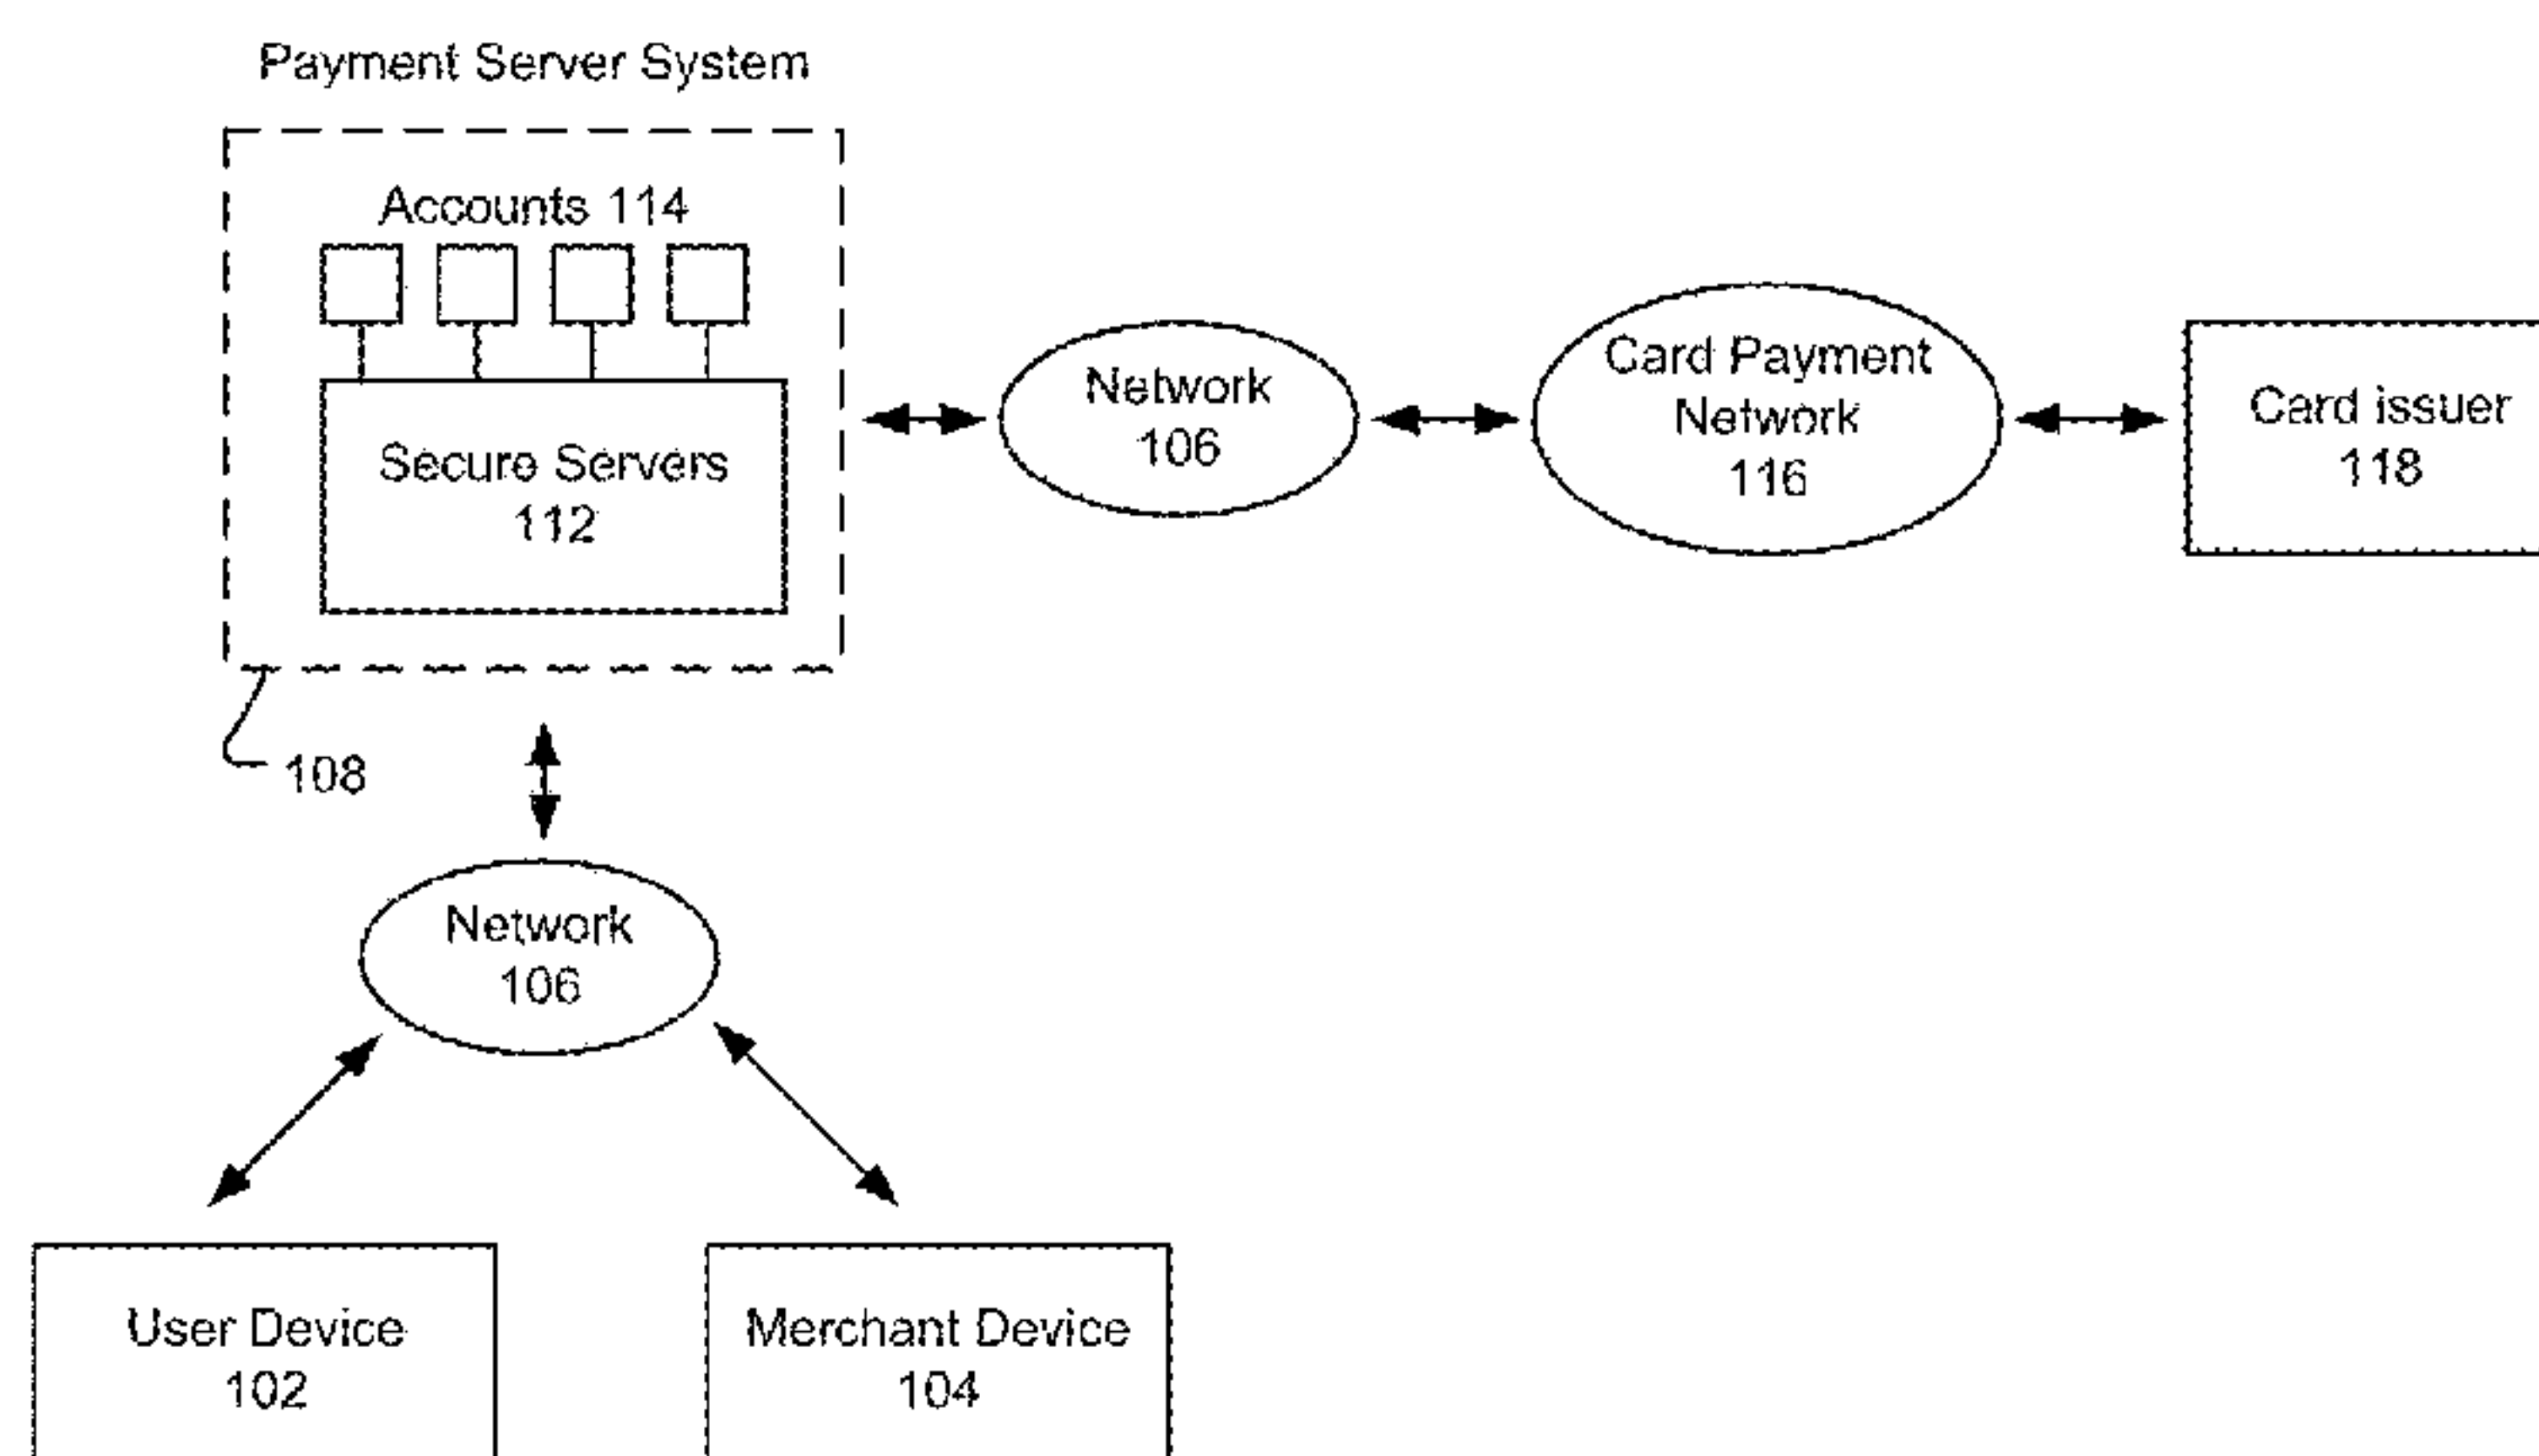 Payment Server System
Accounts 114
Secure Servers
112
Network
106
Card Payment
Network
116
Card issuer
118
108
Network
106
User Device
102
Merchant Device
104